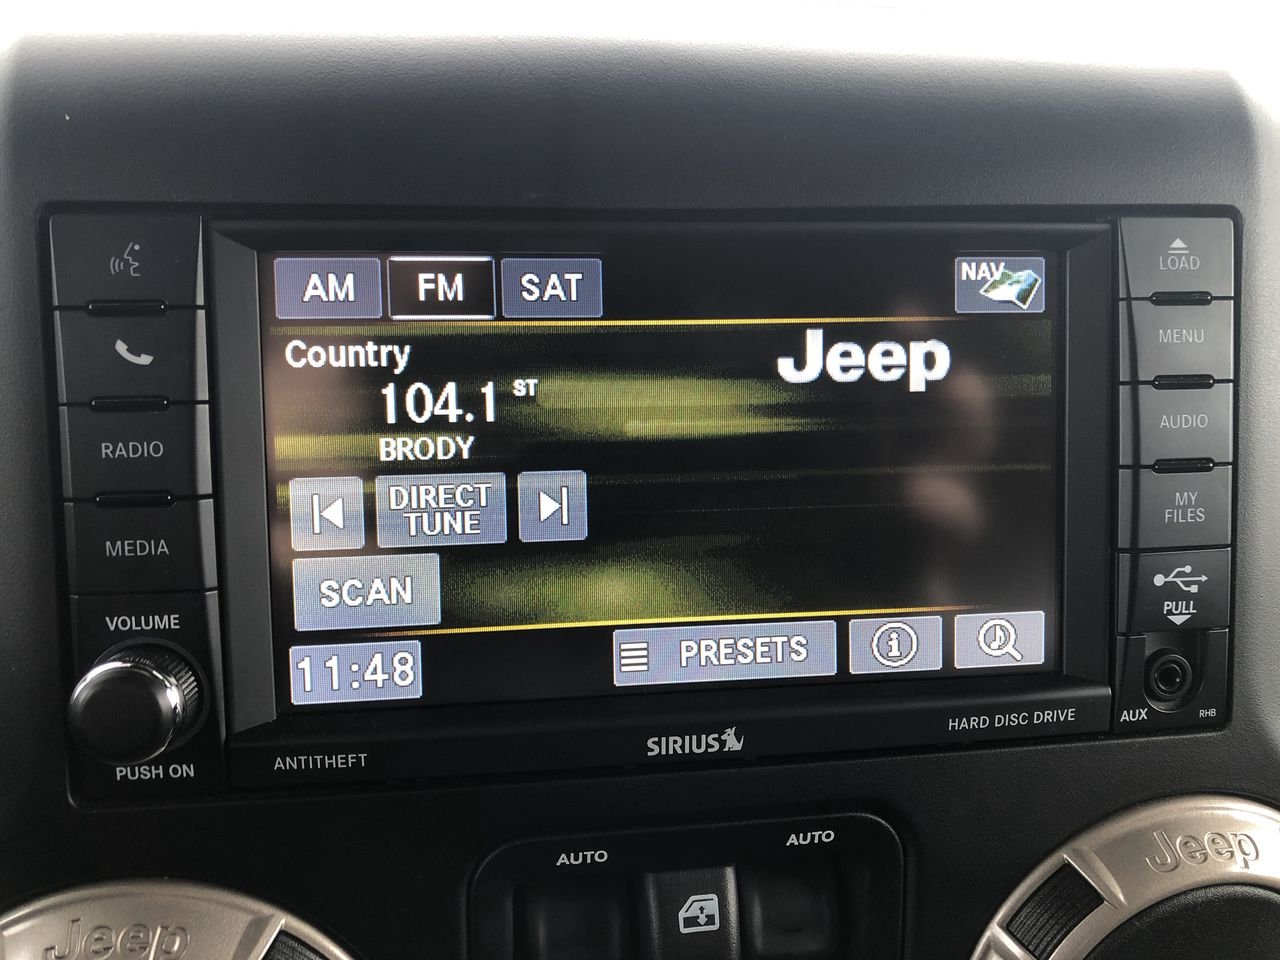 AM
FM
SAT
NAV
Country
Jeep
104.1 ST
BRODY
DIRECT
TUNE
SCAN
11:48
PRESETS
RADIO
MEDIA
VOLUME
PUSH ON
LOAD
MENU
AUDIO
MY
FILES
PULL
AUX
RHB
ANTITHEFT
SIRIUS
HARD DISC DRIVE
AUTO
AUTO
Jeep
Jeep